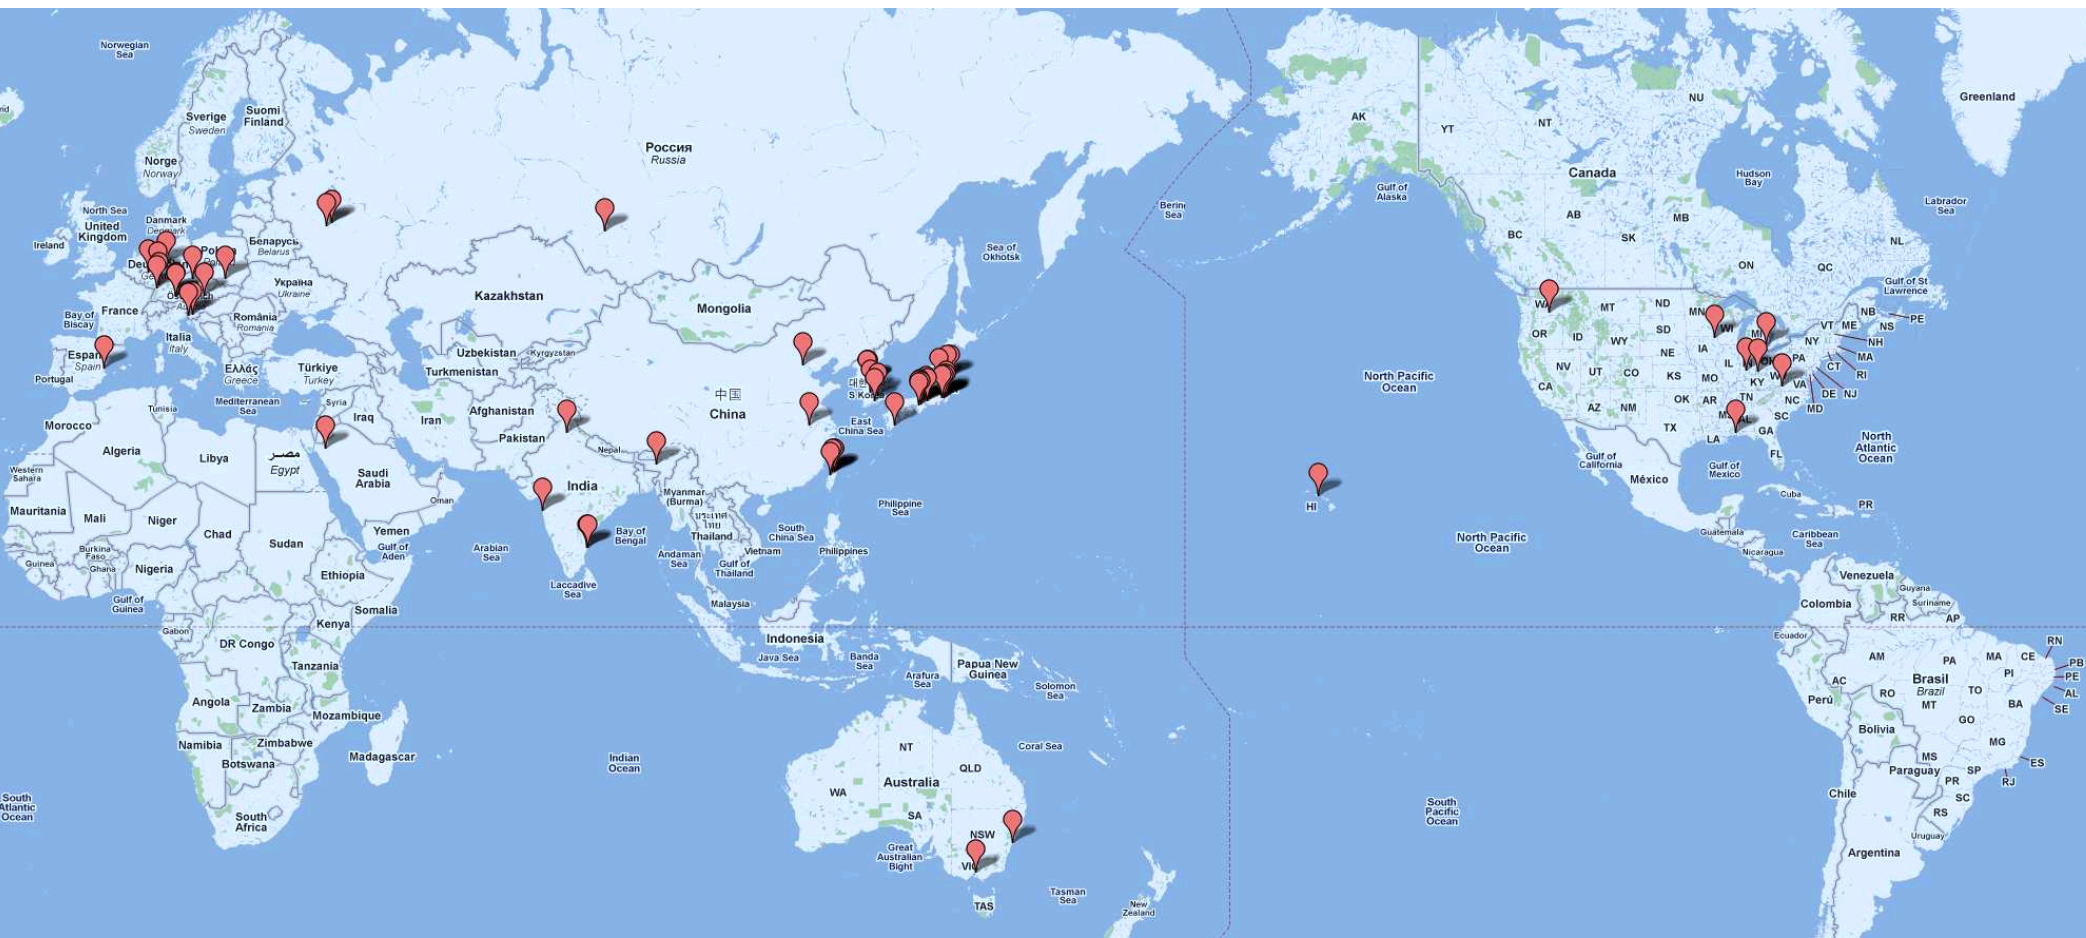 Norwegian
Sea
Greenland
NU
Sverige
Sweden
Suomi
Finland
AK
YT
NT
Россия
Russia
Norge
Norway
Canada
Hudson
Bay
Gulf of
Alaska
Labrador
Sea
North Sea
United
Kingdom
Ireland
Danmark
Беларусь
Belarus
Sea of
Okhotsk
AB
MB
BC
SK
NL
ON
QC
Gulf of St
Lawrence
Україна
Ukraine
Kazakhstan
Mongolia
France
Bay of
Biscay
România
Romania
Italia
Italy
MT
ND
MN
WI
OR
ID
SD
WY
IA
NE
NV
UT
CO
IL
KS
MO
KY
CA
AZ
NM
OK
AR
TN
TX
LA
GA
SC
NC
VA
FL
PA
NY
VT
ME
NB
PE
NS
NH
MA
CT
RI
DE
NJ
MD
Spain
Portugal
Ελλάς
Greece
Türkiye
Turkey
Uzbekistan
Kyrgyzstan
Turkmenistan
中国
China
S Korea
East
China Sea
North Pacific
Ocean
Mediterranean
Sea
Tunisia
Syria
Iraq
Iran
Afghanistan
Pakistan
Nepal
Morocco
Algeria
Libya
مصر
Egypt
Saudi
Arabia
Western
Sahara
Oman
India
Myanmar
(Burma)
Philippine
Sea
HI
Gulf of
California
México
Gulf of
Mexico
North
Atlantic
Ocean
Cuba
PR
Mauritania
Mali
Niger
Chad
Sudan
Yemen
Gulf of
Aden
Arabian
Sea
Bay of
Bengal
ประเทศ
ไทย
Thailand
South
China Sea
Vietnam
Philippines
Andaman
Sea
Gulf of
Thailand
North Pacific
Ocean
Guatemala
Nicaragua
Caribbean
Sea
Burkina
Faso
Guinea
Ghana
Nigeria
Ethiopia
Gulf of
Guinea
Somalia
Laccadive
Sea
Malaysia
Venezuela
Guyana
Suriname
Colombia
Gabon
Kenya
DR Congo
Tanzania
Indonesia
Java Sea
Banda
Sea
Arafura
Sea
Papua New
Guinea
Solomon
Sea
Ecuador
RR
AP
AM
PA
MA
CE
RN
PB
PE
AL
SE
PI
AC
RO
TO
BA
Perú
Brasil
Brazil
MT
GO
Angola
Zambia
Mozambique
Namibia
Zimbabwe
Botswana
Madagascar
Indian
Ocean
NT
Coral Sea
QLD
Australia
WA
SA
NSW
Bolivia
MG
MS
ES
Paraguay
SP
RJ
PR
SC
Chile
RS
Uruguay
Argentina
South
Atlantic
Ocean
South
Africa
South
Pacific
Ocean
Great
Australian
Bight
Tasman
Sea
TAS
New
Zealand